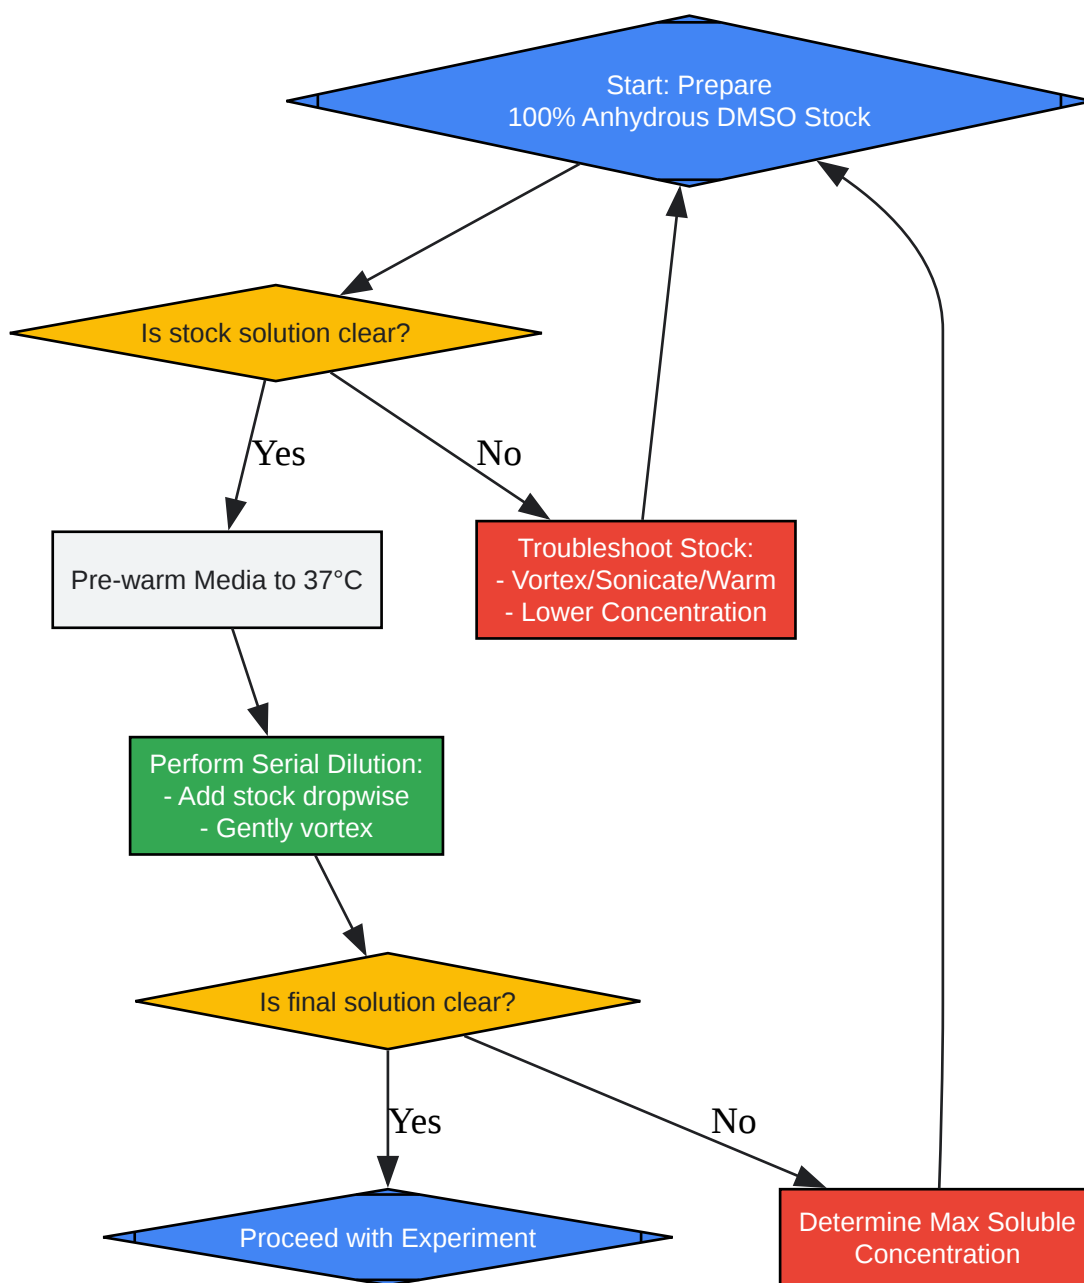 Start: Prepare
100% Anhydrous DMSO Stock
Is stock solution clear?
Yes
No
Pre-warm Media to 37°C
Troubleshoot Stock:
- Vortex/Sonicate/Warm
- Lower Concentration
Perform Serial Dilution:
- Add stock dropwise
- Gently vortex
Is final solution clear?
Yes
No
Proceed with Experiment
Determine Max Soluble
Concentration